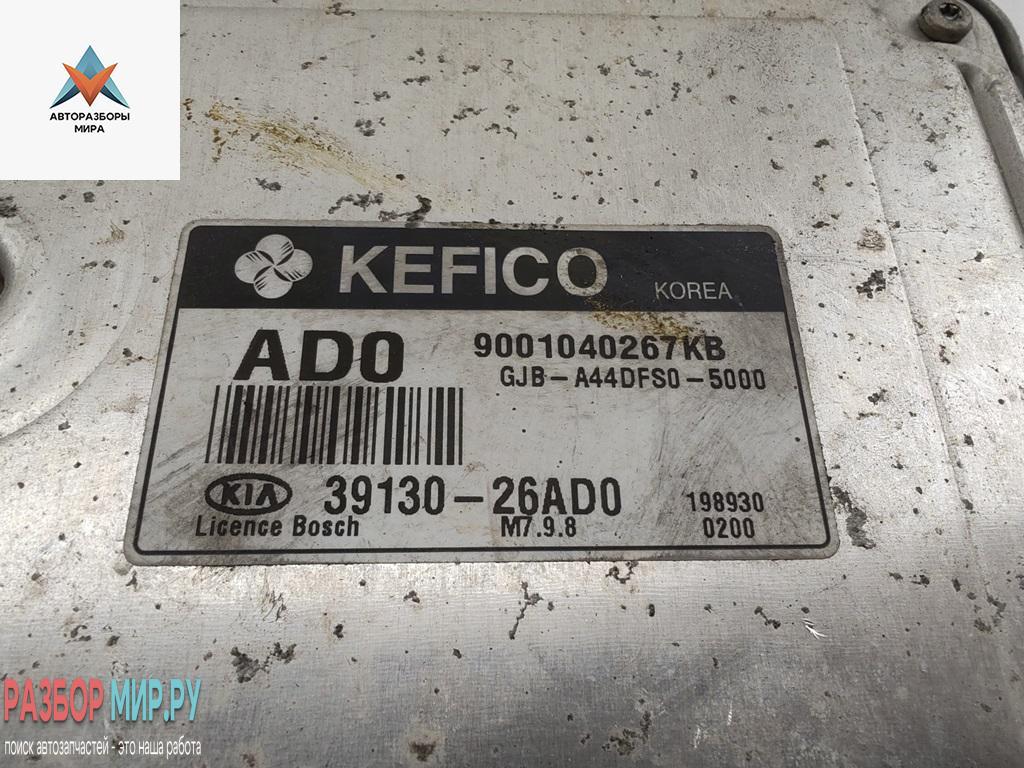 АВТОРАЗБОРЫ
МИРА
KEFICO KOREA
AD0 9001040267KB
GJB-A44DFS0-5000
KIA 39130-26AD0 198930
Licence Bosch M7.9.8 0200
РАЗБОР МИР.РУ
поиск автозапчастей - это наша работа